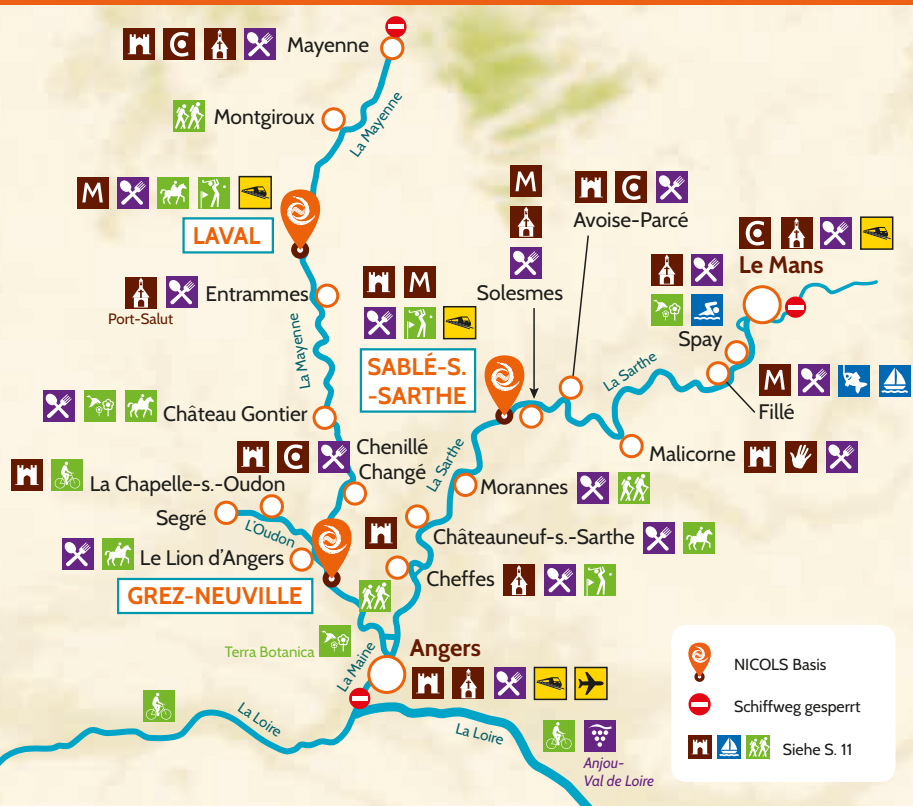 Mayenne
Montgiroux
La Mayenne
M
LAVAL
Entrammes
Port-Salut
La Mayenne
Château Gontier
Chenillé
Changé
La Chapelle-s.-Oudon
Segré
L'Oudon
Le Lion d'Angers
GREZ-NEUVILLE
M
SABLÉ-S.
-SARTHE
M
Solesmes
Avoise-Parcé
Le Mans
Spay
La Sarthe
M
Fillé
Malicorne
La Sarthe
Morannes
Châteauneuf-s.-Sarthe
Cheffes
Terra Botanica
La Maine
Angers
La Loire
La Loire
Anjou-
Val de Loire
NICOLS Basis
Schiffweg gesperrt
Siehe S. 11